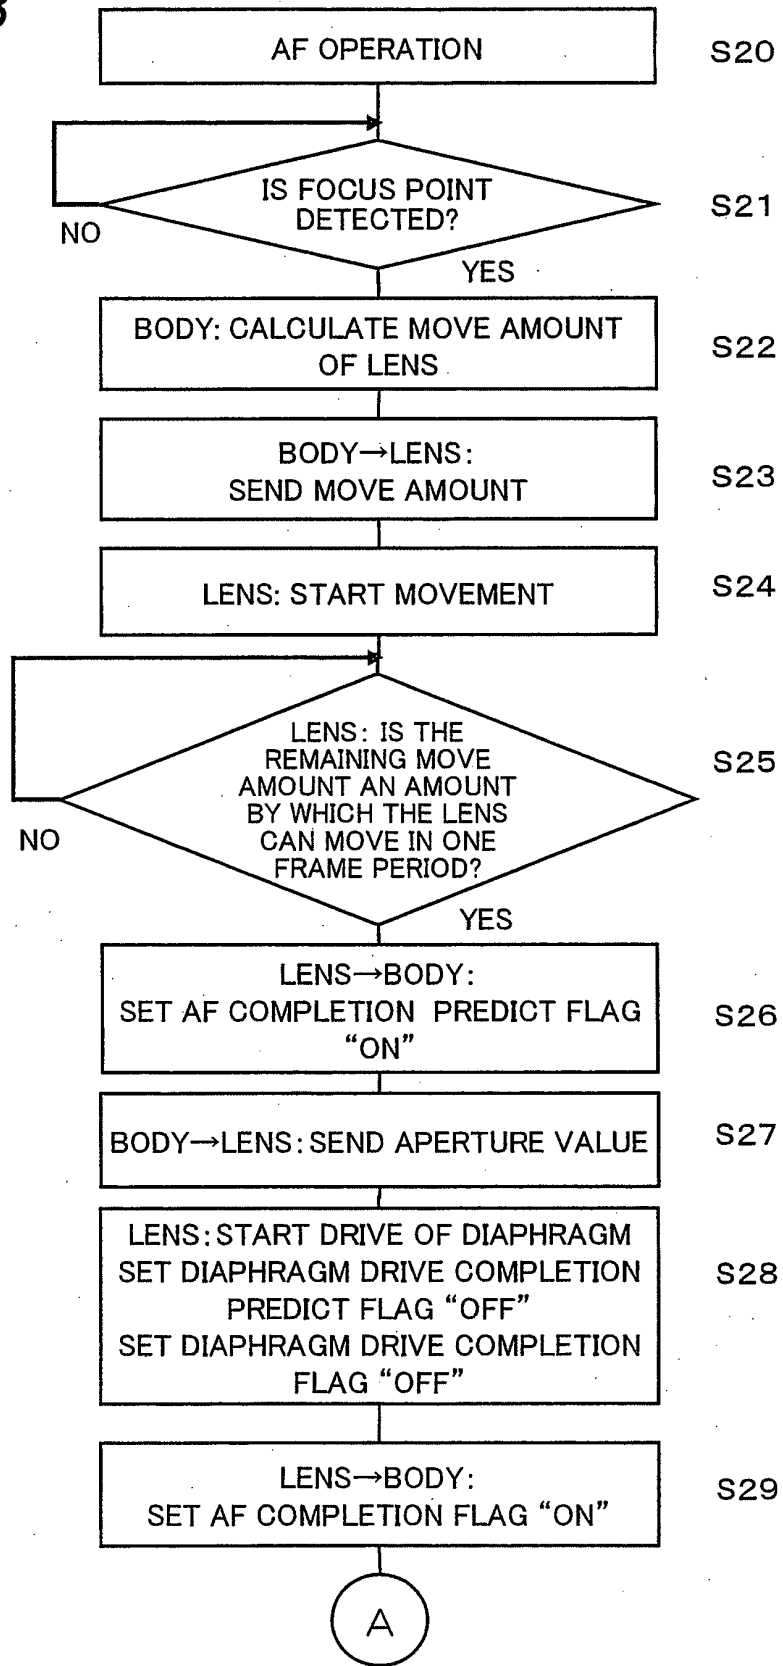 AF OPERATION
S20
IS FOCUS POINT
DETECTED?
S21
NO
YES
BODY: CALCULATE MOVE AMOUNT
OF LENS
S22
BODY→LENS:
SEND MOVE AMOUNT
S23
LENS: START MOVEMENT
S24
LENS: IS THE
REMAINING MOVE
AMOUNT AN AMOUNT
BY WHICH THE LENS
CAN MOVE IN ONE
FRAME PERIOD?
S25
NO
YES
LENS→BODY:
SET AF COMPLETION PREDICT FLAG
“ON”
S26
BODY→LENS: SEND APERTURE VALUE
S27
LENS: START DRIVE OF DIAPHRAGM
SET DIAPHRAGM DRIVE COMPLETION
PREDICT FLAG “OFF”
SET DIAPHRAGM DRIVE COMPLETION
FLAG “OFF”
S28
LENS→BODY:
SET AF COMPLETION FLAG “ON”
S29
A